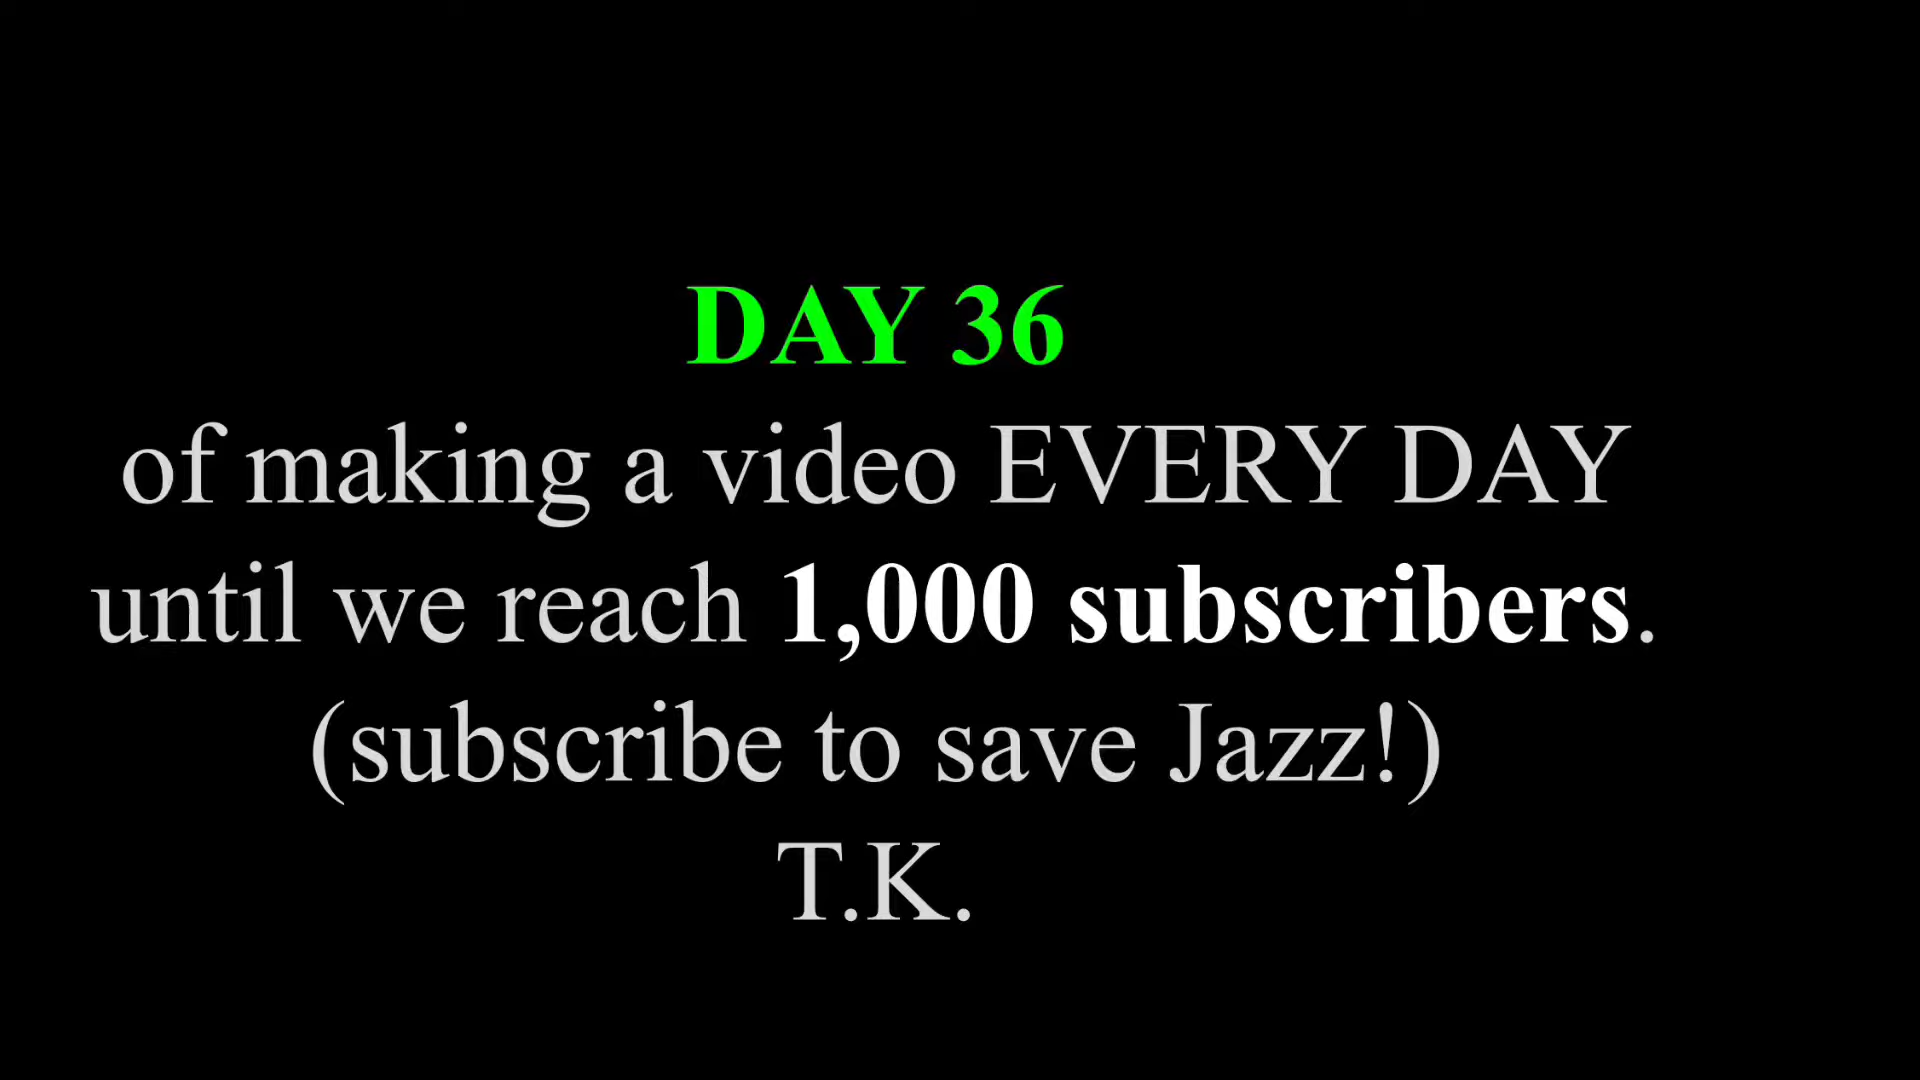 DAY 36
of making a video EVERY DAY
until we reach 1,000 subscribers.
(subscribe to save Jazz!)
T.K.